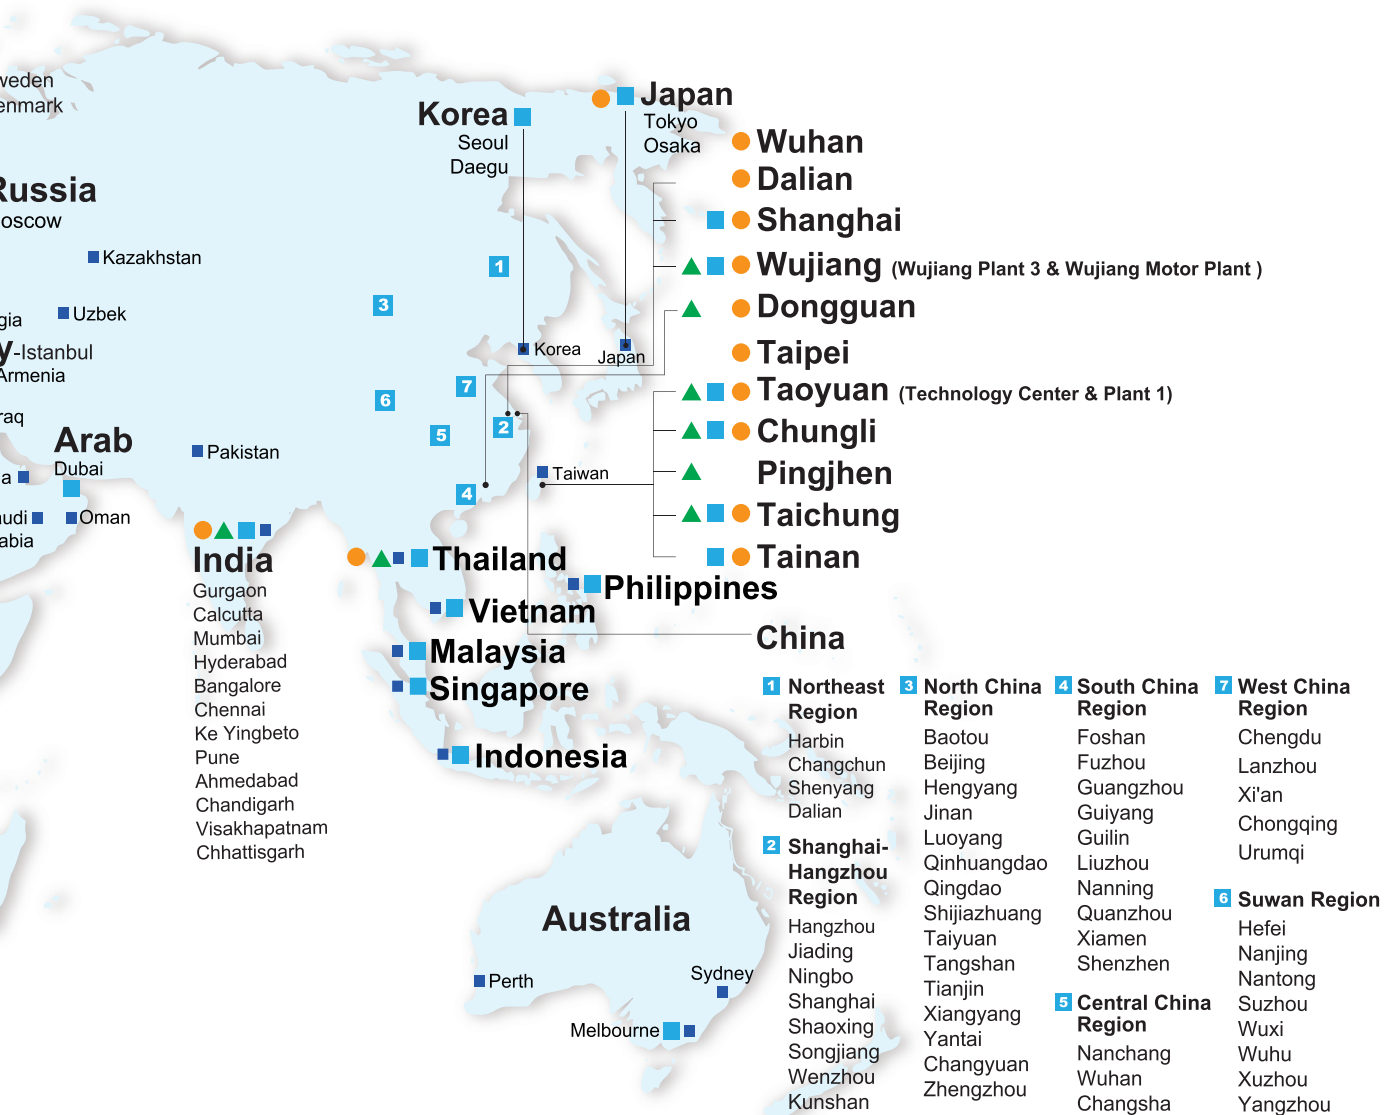 weden
enmark
Russia
oscow
Kazakhstan
Uzbek
gia
y-Istanbul
Armenia
raq
Arab
Dubai
a
udi
abia
Oman
Pakistan
India
Gurgaon
Calcutta
Mumbai
Hyderabad
Bangalore
Chennai
Ke Yingbeto
Pune
Ahmedabad
Chandigarh
Visakhapatnam
Chhattisgarh
Korea
Seoul
Daegu
Japan
Tokyo
Osaka
1
3
6
7
5
2
4
Korea
Japan
Taiwan
Thailand
Vietnam
Malaysia
Singapore
Indonesia
Philippines
Australia
Perth
Sydney
Melbourne
Wuhan
Dalian
Shanghai
Wujiang (Wujiang Plant 3 & Wujiang Motor Plant )
Dongguan
Taipei
Taoyuan (Technology Center & Plant 1)
Chungli
Pingjhen
Taichung
Tainan
China
1 Northeast
Region
Harbin
Changchun
Shenyang
Dalian
2 Shanghai-
Hangzhou
Region
Hangzhou
Jiading
Ningbo
Shanghai
Shaoxing
Songjiang
Wenzhou
Kunshan
3 North China
Region
Baotou
Beijing
Hengyang
Jinan
Luoyang
Qinhuangdao
Qingdao
Shijiazhuang
Taiyuan
Tangshan
Tianjin
Xiangyang
Yantai
Changyuan
Zhengzhou
4 South China
Region
Foshan
Fuzhou
Guangzhou
Guiyang
Guilin
Liuzhou
Nanning
Quanzhou
Xiamen
Shenzhen
5 Central China
Region
Nanchang
Wuhan
Changsha
7 West China
Region
Chengdu
Lanzhou
Xi'an
Chongqing
Urumqi
6 Suwan Region
Hefei
Nanjing
Nantong
Suzhou
Wuxi
Wuhu
Xuzhou
Yangzhou